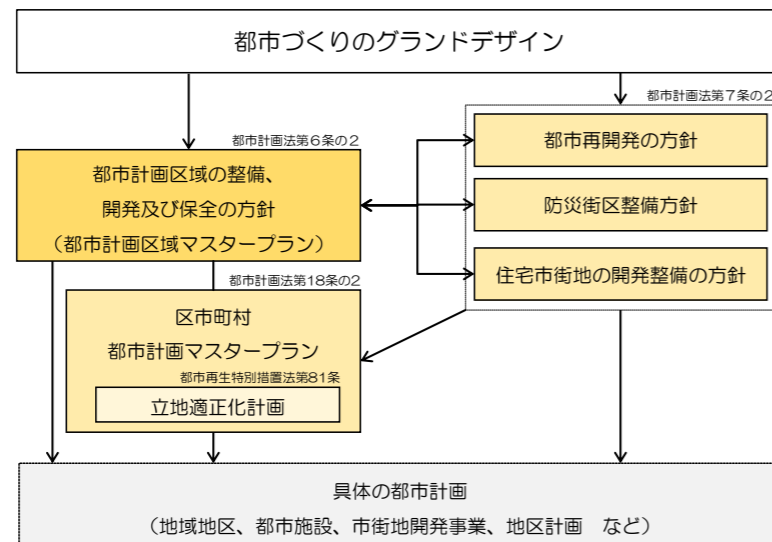 都市づくりのグランドデザイン
都市計画法第7条の2
都市計画法第6条の2
都市計画区域の整備、
開発及び保全の方針
（都市計画区域マスタープラン）
都市再開発の方針
防災街区整備方針
住宅市街地の開発整備の方針
都市計画法第18条の2
区市町村
都市計画マスタープラン
都市再生特別措置法第81条
立地適正化計画
具体の都市計画
（地域地区、都市施設、市街地開発事業、地区計画　など）